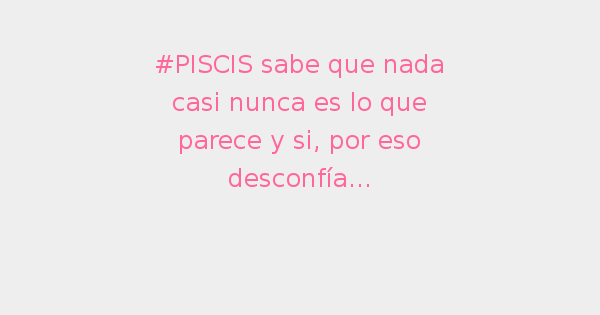 #PISCIS sabe que nada
casi nunca es lo que
parece y si, por eso
desconfía...